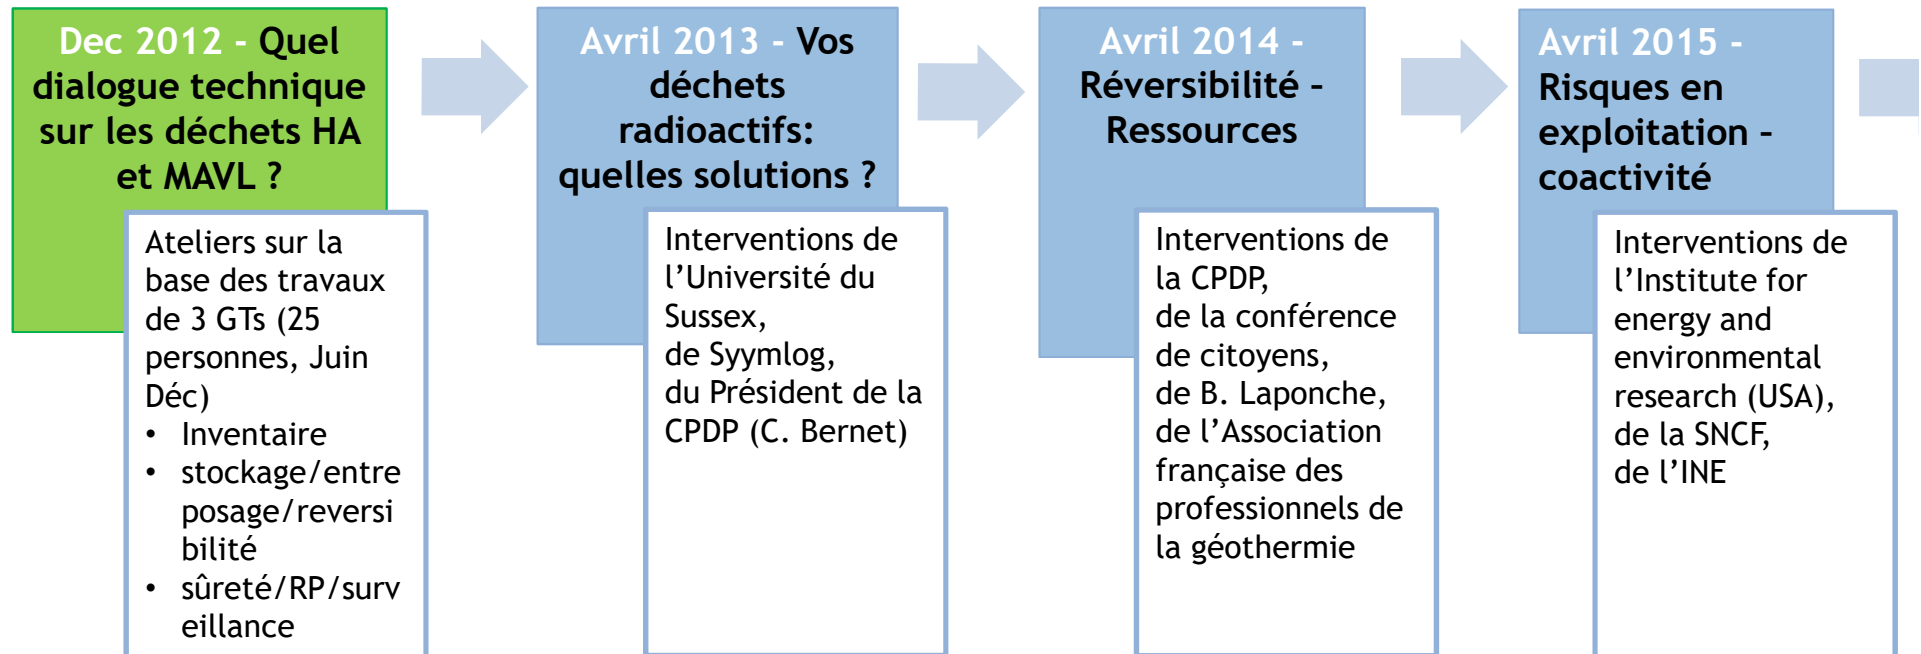 Dec 2012 - Quel
dialogue technique
sur les déchets HA
et MAVL ?
Ateliers sur la
base des travaux
de 3 GTs (25
personnes, Juin
Déc)
• Inventaire
• stockage/entre
posage/reversi
bilité
• sûreté/RP/surv
eillance
Avril 2013 - Vos
déchets
radioactifs:
quelles solutions ?
Interventions de
l’Université du
Sussex,
de Syymlog,
du Président de la
CPDP (C. Bernet)
Avril 2014 -
Réversibilité –
Ressources
Interventions de
la CPDP,
de la conférence
de citoyens,
de B. Laponche,
de l’Association
française des
professionnels de
la géothermie
Avril 2015 -
Risques en
exploitation –
coactivité
Interventions de
l’Institute for
energy and
environmental
research (USA),
de la SNCF,
de l’INE